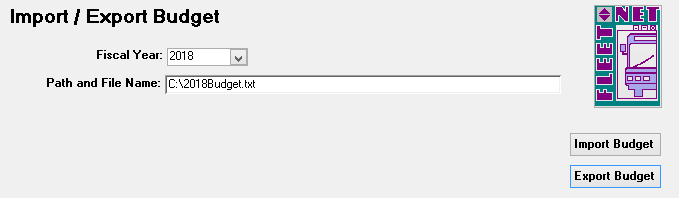 Import / Export Budget
FLEET NET
Fiscal Year: 2018
Path and File Name: C:\2018Budget.txt
Import Budget
Export Budget